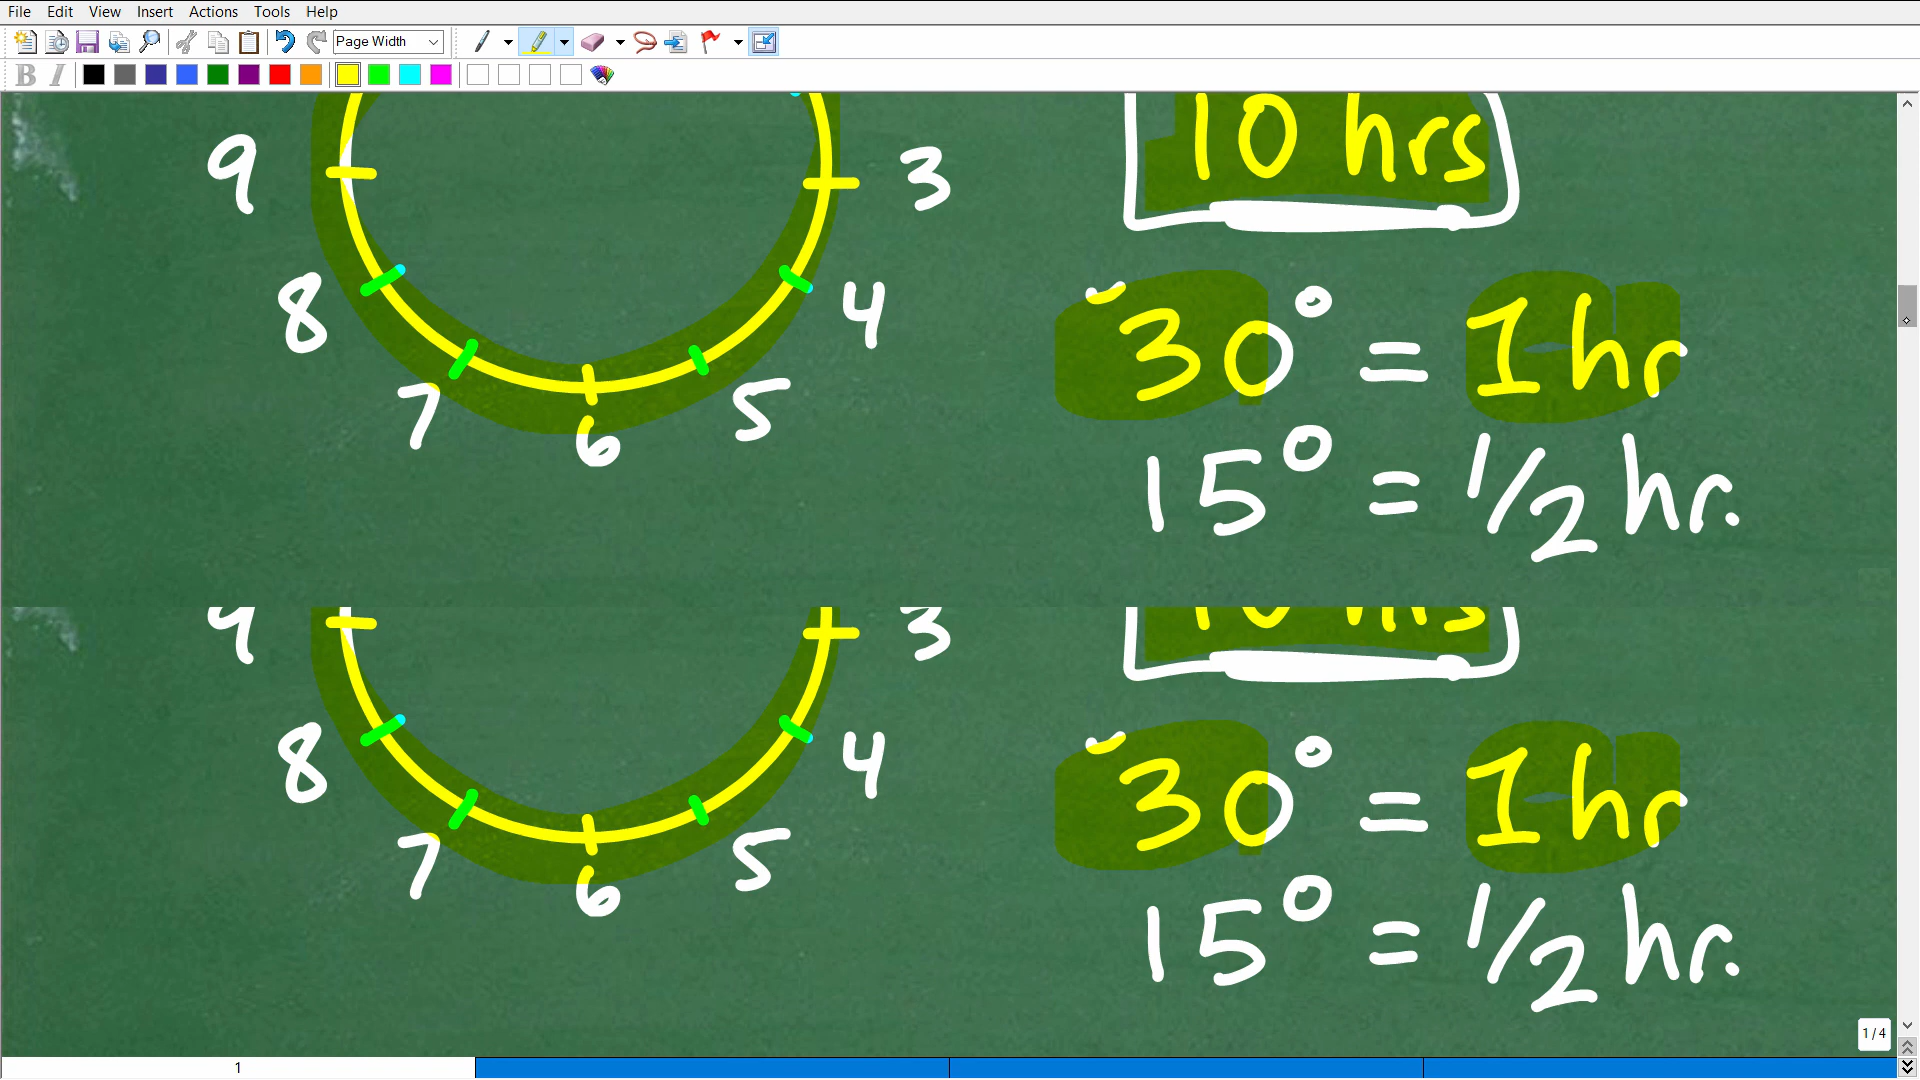 File Edit View Insert Actions Tools Help
Page Width
B I
9 3 10 hrs
8 4 30° = 1 hr
7 6 5 15° = 1/2 hr.
9 3 10 hrs
8 4 30° = 1 hr
7 6 5 15° = 1/2 hr.
1 / 4
1